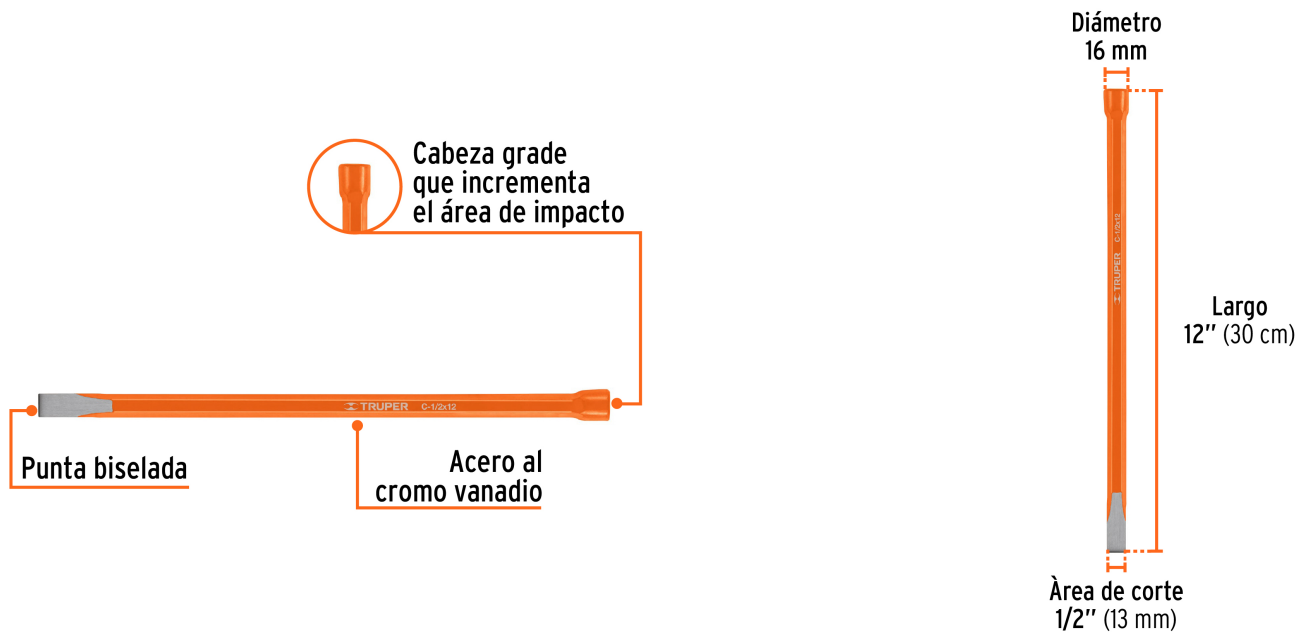 Cabeza grade
que incrementa
el área de impacto
TRUPER C-1/2x12
Punta biselada
Acero al
cromo vanadio
Diámetro
16 mm
TRUPER C-1/2x12
Largo
12" (30 cm)
Àrea de corte
1/2" (13 mm)